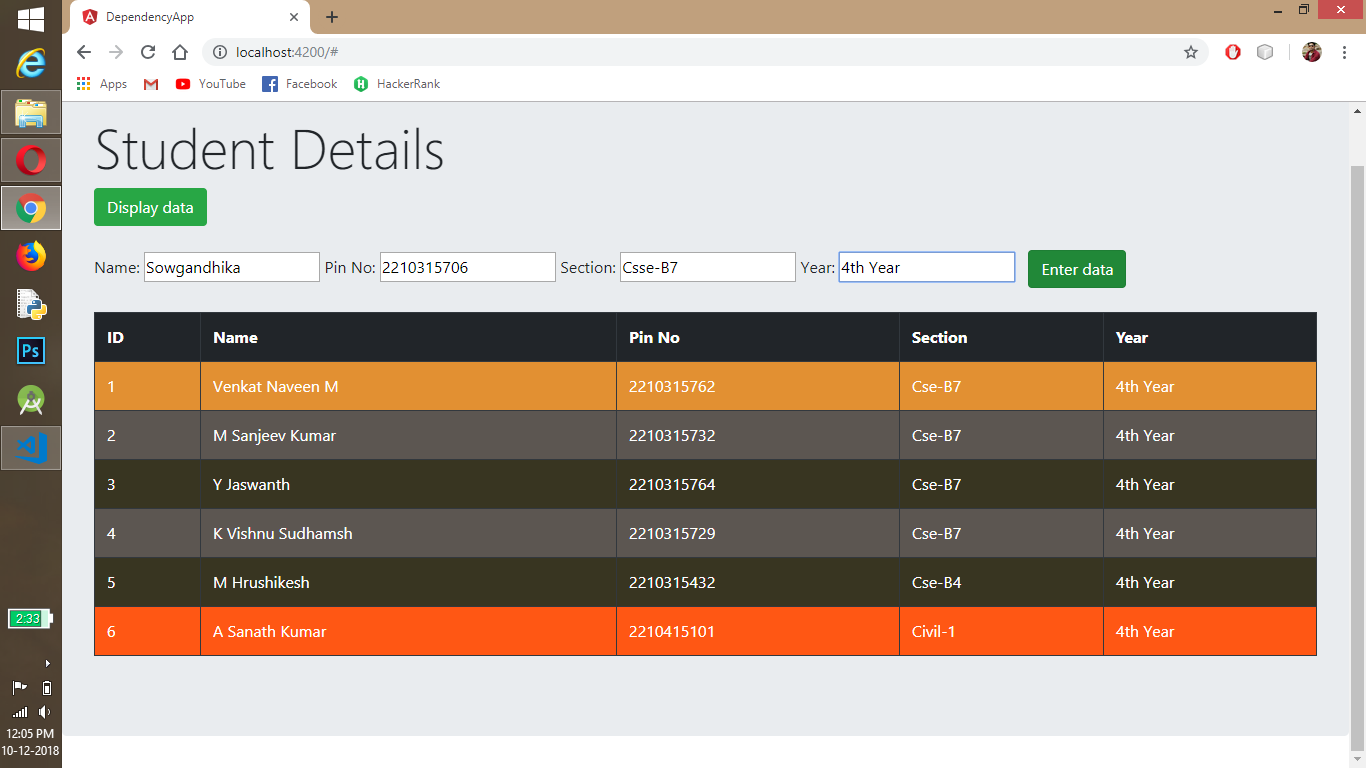 DependencyApp
localhost:4200/#
Apps YouTube Facebook HackerRank
Student Details
Display data
Name: Sowgandhika Pin No: 2210315706 Section: Csse-B7 Year: 4th Year Enter data
ID Name Pin No Section Year
1 Venkat Naveen M 2210315762 Cse-B7 4th Year
2 M Sanjeev Kumar 2210315732 Cse-B7 4th Year
3 Y Jaswanth 2210315764 Cse-B7 4th Year
4 K Vishnu Sudhamsh 2210315729 Cse-B7 4th Year
5 M Hrushikesh 2210315432 Cse-B4 4th Year
6 A Sanath Kumar 2210415101 Civil-1 4th Year
Ps
2:33
12:05 PM
10-12-2018